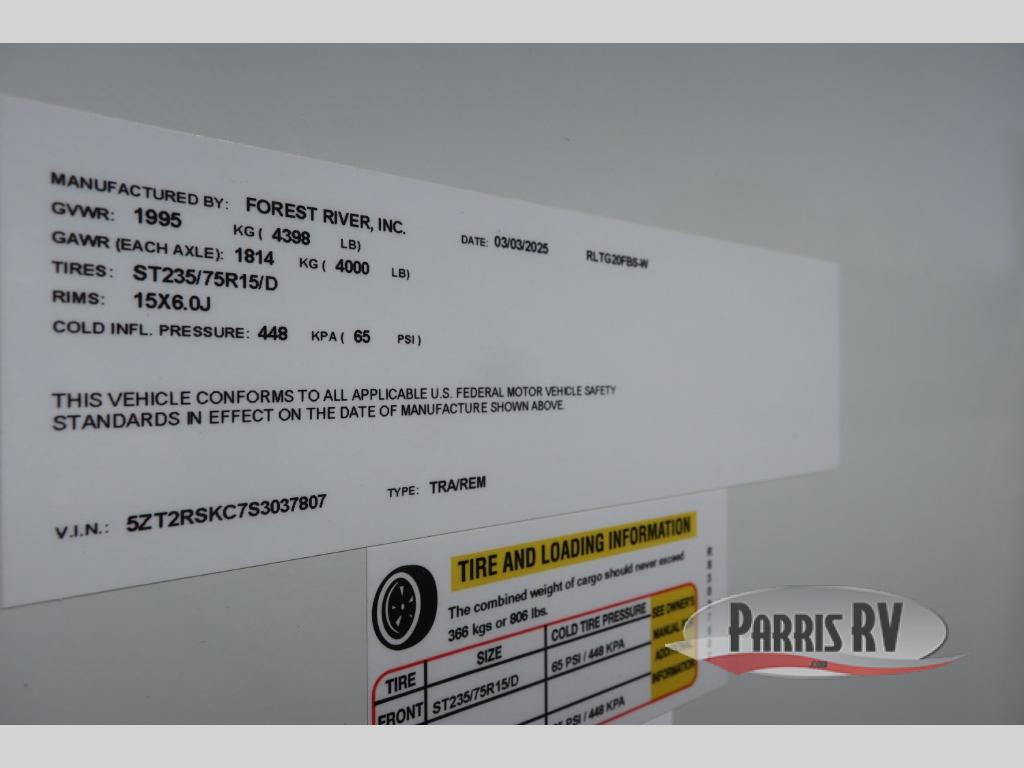 MANUFACTURED BY: FOREST RIVER, INC.
GVWR: 1995 KG ( 4398 LB)
DATE: 03/03/2025 RLTG20FBS-W
GAWR (EACH AXLE): 1814 KG ( 4000 LB)
TIRES: ST235/75R15/D
RIMS: 15X6.0J
COLD INFL. PRESSURE: 448 KPA ( 65 PSI )
THIS VEHICLE CONFORMS TO ALL APPLICABLE U.S. FEDERAL MOTOR VEHICLE SAFETY
STANDARDS IN EFFECT ON THE DATE OF MANUFACTURE SHOWN ABOVE.
V.I.N.: 5ZT2RSKC7S3037807 TYPE: TRA/REM
TIRE AND LOADING INFORMATION
The combined weight of cargo should never exceed
366 kgs or 806 lbs.
TIRE SIZE COLD TIRE PRESSURE
SEE OWNER'S
MANUAL
INFORMATION
FRONT ST235/75R15/D 65 PSI / 448 KPA
PSI / 448 KPA
PARRIS RV
.com